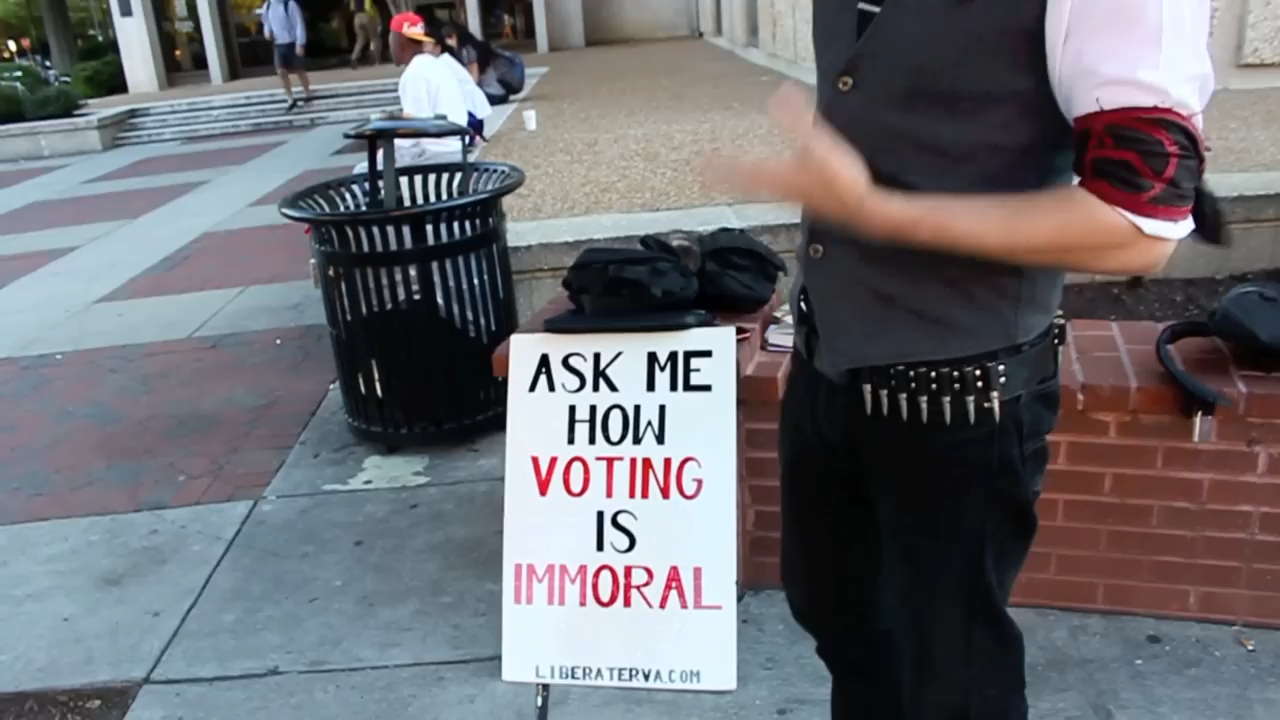 ASK ME
HOW
VOTING
IS
IMMORAL
LIBERATERVA.COM